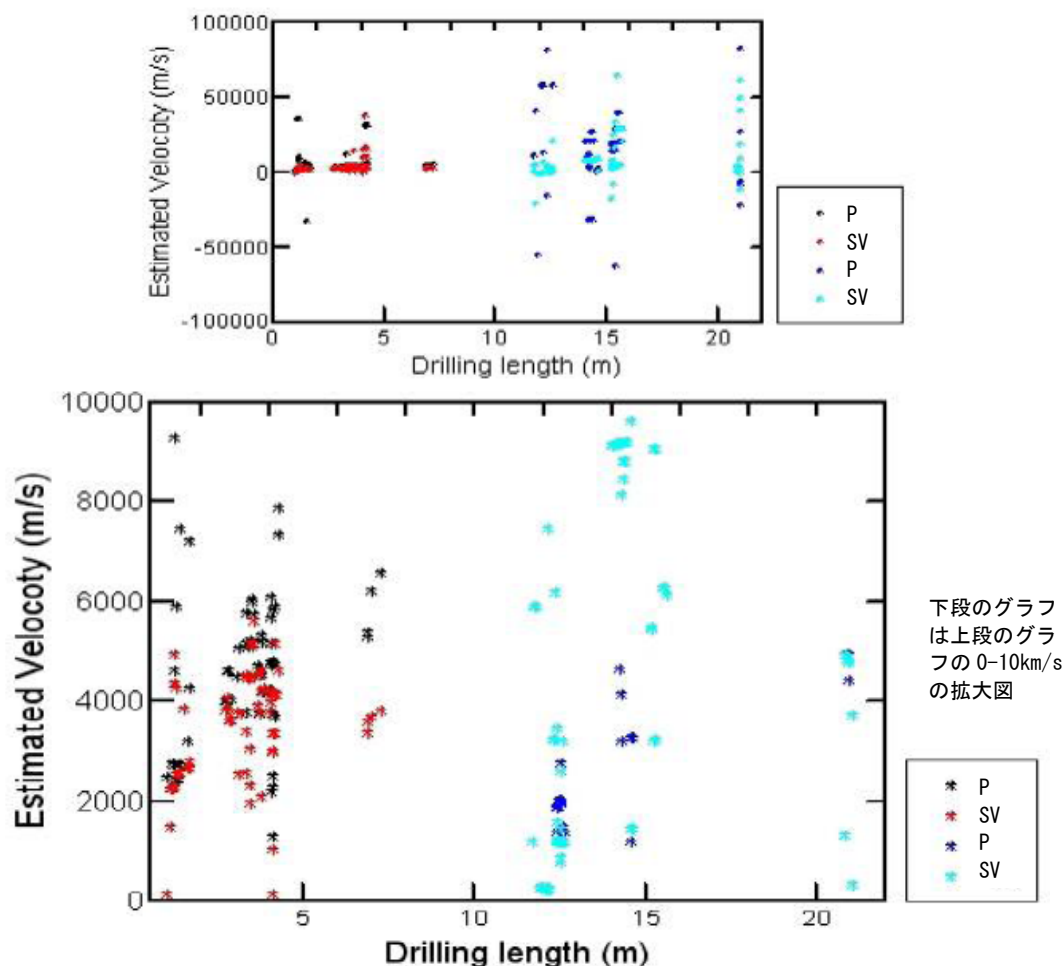 100000
50000
0
-50000
-100000
Estimated Velocoty (m/s)
0
5
10
15
20
Drilling length (m)
P
SV
P
SV
10000
8000
6000
4000
2000
0
Estimated Velocoty (m/s)
5
10
15
20
Drilling length (m)
下段のグラフ
は上段のグラ
フの 0-10km/s
の拡大図
P
SV
P
SV